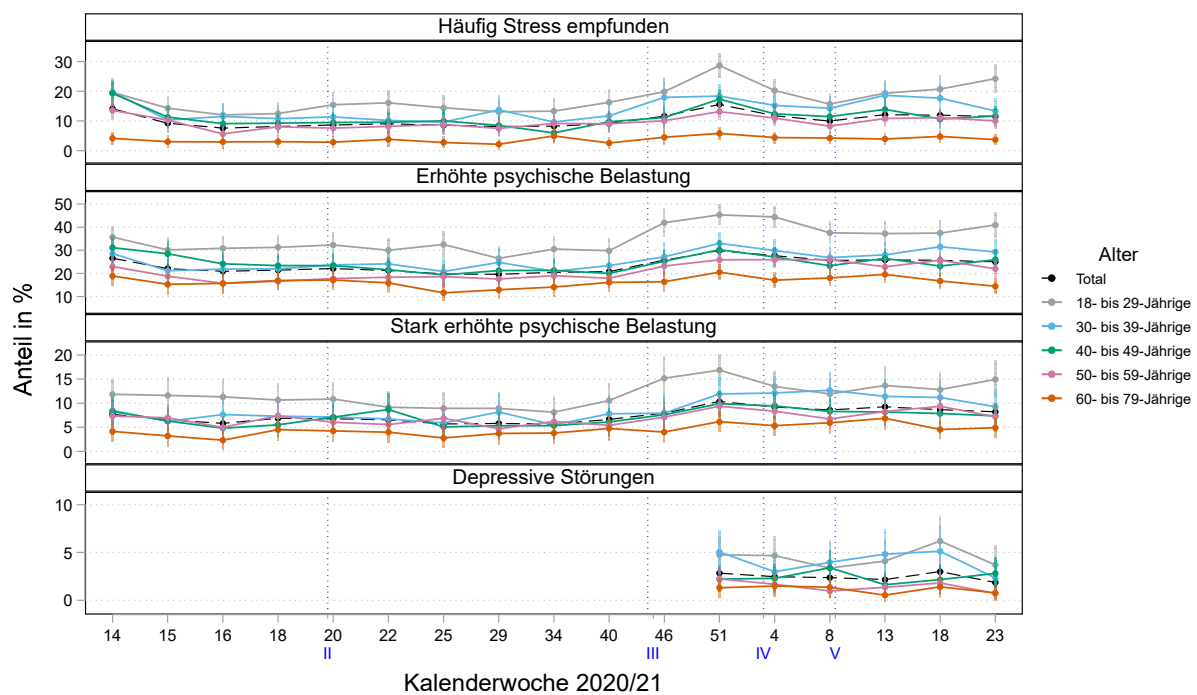 Häufig Stress empfunden
30
20
10
0
Erhöhte psychische Belastung
50
40
30
20
10
Stark erhöhte psychische Belastung
20
15
10
5
0
Depressive Störungen
10
5
0
14 15 16 18 20 22 25 29 34 40 46 51 4 8 13 18 23
II III IV V
Kalenderwoche 2020/21
Anteil in %
Alter
Total
18- bis 29-Jährige
30- bis 39-Jährige
40- bis 49-Jährige
50- bis 59-Jährige
60- bis 79-Jährige